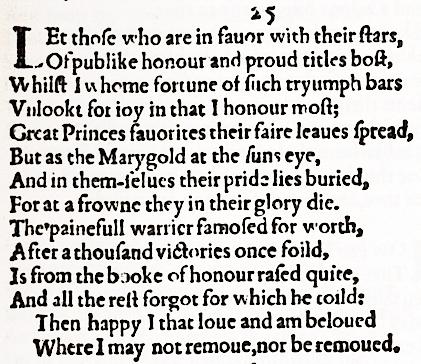 25
LEt those who are in fauor with their stars,
Of publike honour and proud titles bost,
Whilst I whome fortune of such tryumph bars
Vnlookt for ioy in that I honour most;
Great Princes fauorites their faire leaues spread,
But as the Marygold at the suns eye,
And in them-selues their pride lies buried,
For at a frowne they in their glory die.
The painefull warrier famosed for worth,
After a thousand victories once foild,
Is from the booke of honour rased quite,
And all the rest forgot for which he toild:
Then happy I that loue and am beloued
Where I may not remoue, nor be remoued.